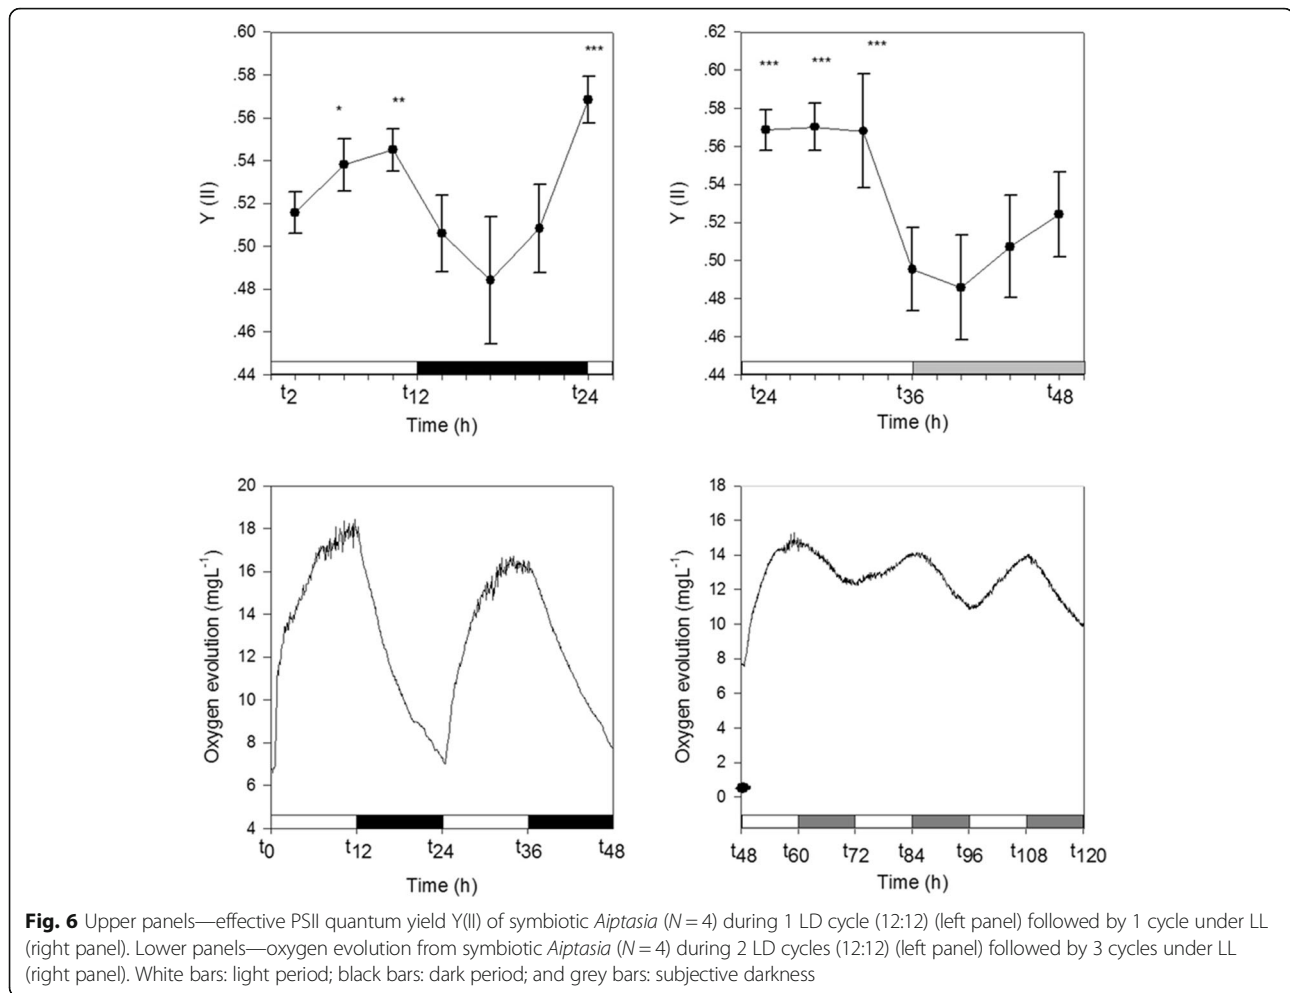 .60
.58
.56
.54
.52
.50
.48
.46
.44
Y (II)
*
**
***
t2
t12
t24
Time (h)
.62
.60
.58
.56
.54
.52
.50
.48
.46
.44
Y (II)
***
***
***
t24
t36
t48
Time (h)
20
18
16
14
12
10
8
6
4
Oxygen evolution (mgL-1)
t0
t12
t24
t36
t48
Time (h)
18
16
14
12
10
8
6
4
2
0
Oxygen evolution (mgL-1)
t48
t60
t72
t84
t96
t108
t120
Time (h)
Fig. 6 Upper panels—effective PSII quantum yield Y(II) of symbiotic Aiptasia (N = 4) during 1 LD cycle (12:12) (left panel) followed by 1 cycle under LL
(right panel). Lower panels—oxygen evolution from symbiotic Aiptasia (N = 4) during 2 LD cycles (12:12) (left panel) followed by 3 cycles under LL
(right panel). White bars: light period; black bars: dark period; and grey bars: subjective darkness